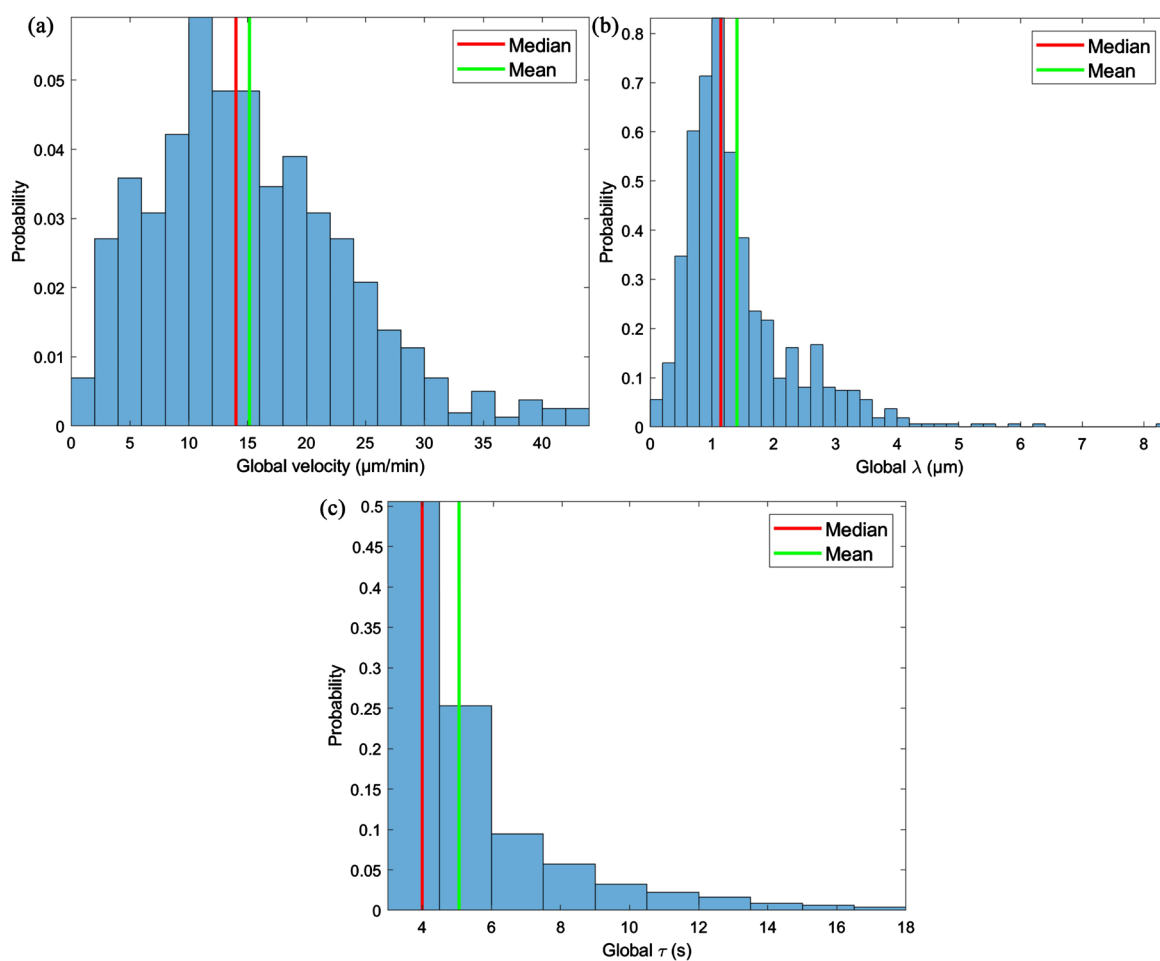 (a)
Median
Mean
0.05
0.04
0.03
0.02
0.01
0
Probability
0 5 10 15 20 25 30 35 40
Global velocity (µm/min)
(b)
Median
Mean
0.8
0.7
0.6
0.5
0.4
0.3
0.2
0.1
0
Probability
0 1 2 3 4 5 6 7 8
Global λ (µm)
(c)
Median
Mean
0.5
0.45
0.4
0.35
0.3
0.25
0.2
0.15
0.1
0.05
0
Probability
4 6 8 10 12 14 16 18
Global τ (s)